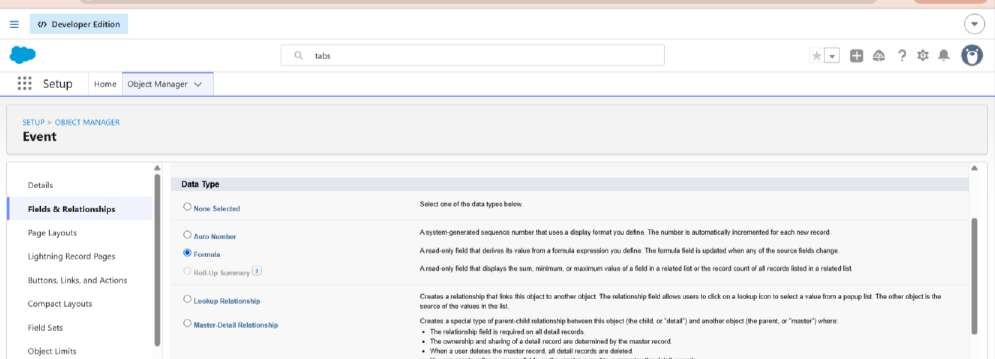 </> Developer Edition
tabs
Setup
Home
Object Manager
SETUP > OBJECT MANAGER
Event
Details
Fields & Relationships
Page Layouts
Lightning Record Pages
Buttons, Links, and Actions
Compact Layouts
Field Sets
Object Limits
Data Type
None Selected
Select one of the data types below.
Auto Number
A system-generated sequence number that uses a display format you define. The number is automatically incremented for each new record.
Formula
A read-only field that derives its value from a formula expression you define. The formula field is updated when any of the source fields change.
Roll-Up Summary
A read-only field that displays the sum, minimum, or maximum value of a field in a related list or the record count of all records listed in a related list.
Lookup Relationship
Creates a relationship that links this object to another object. The relationship field allows users to click on a lookup icon to select a value from a popup list. The other object is the
source of the values in the list.
Master-Detail Relationship
Creates a special type of parent-child relationship between this object (the child, or "detail") and another object (the parent, or "master") where:
• The relationship field is required on all detail records.
• The ownership and sharing of a detail record are determined by the master record.
• When a user deletes the master record, all detail records are deleted.